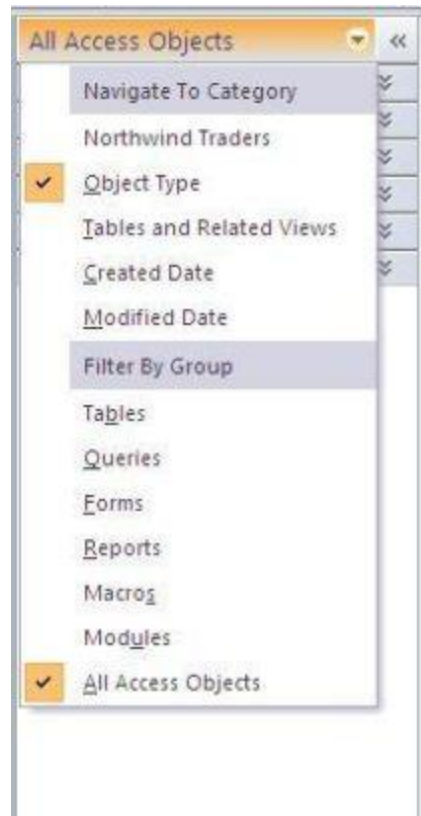 All Access Objects
Navigate To Category
Northwind Traders
Object Type
Tables and Related Views
Created Date
Modified Date
Filter By Group
Tables
Queries
Forms
Reports
Macros
Modules
All Access Objects